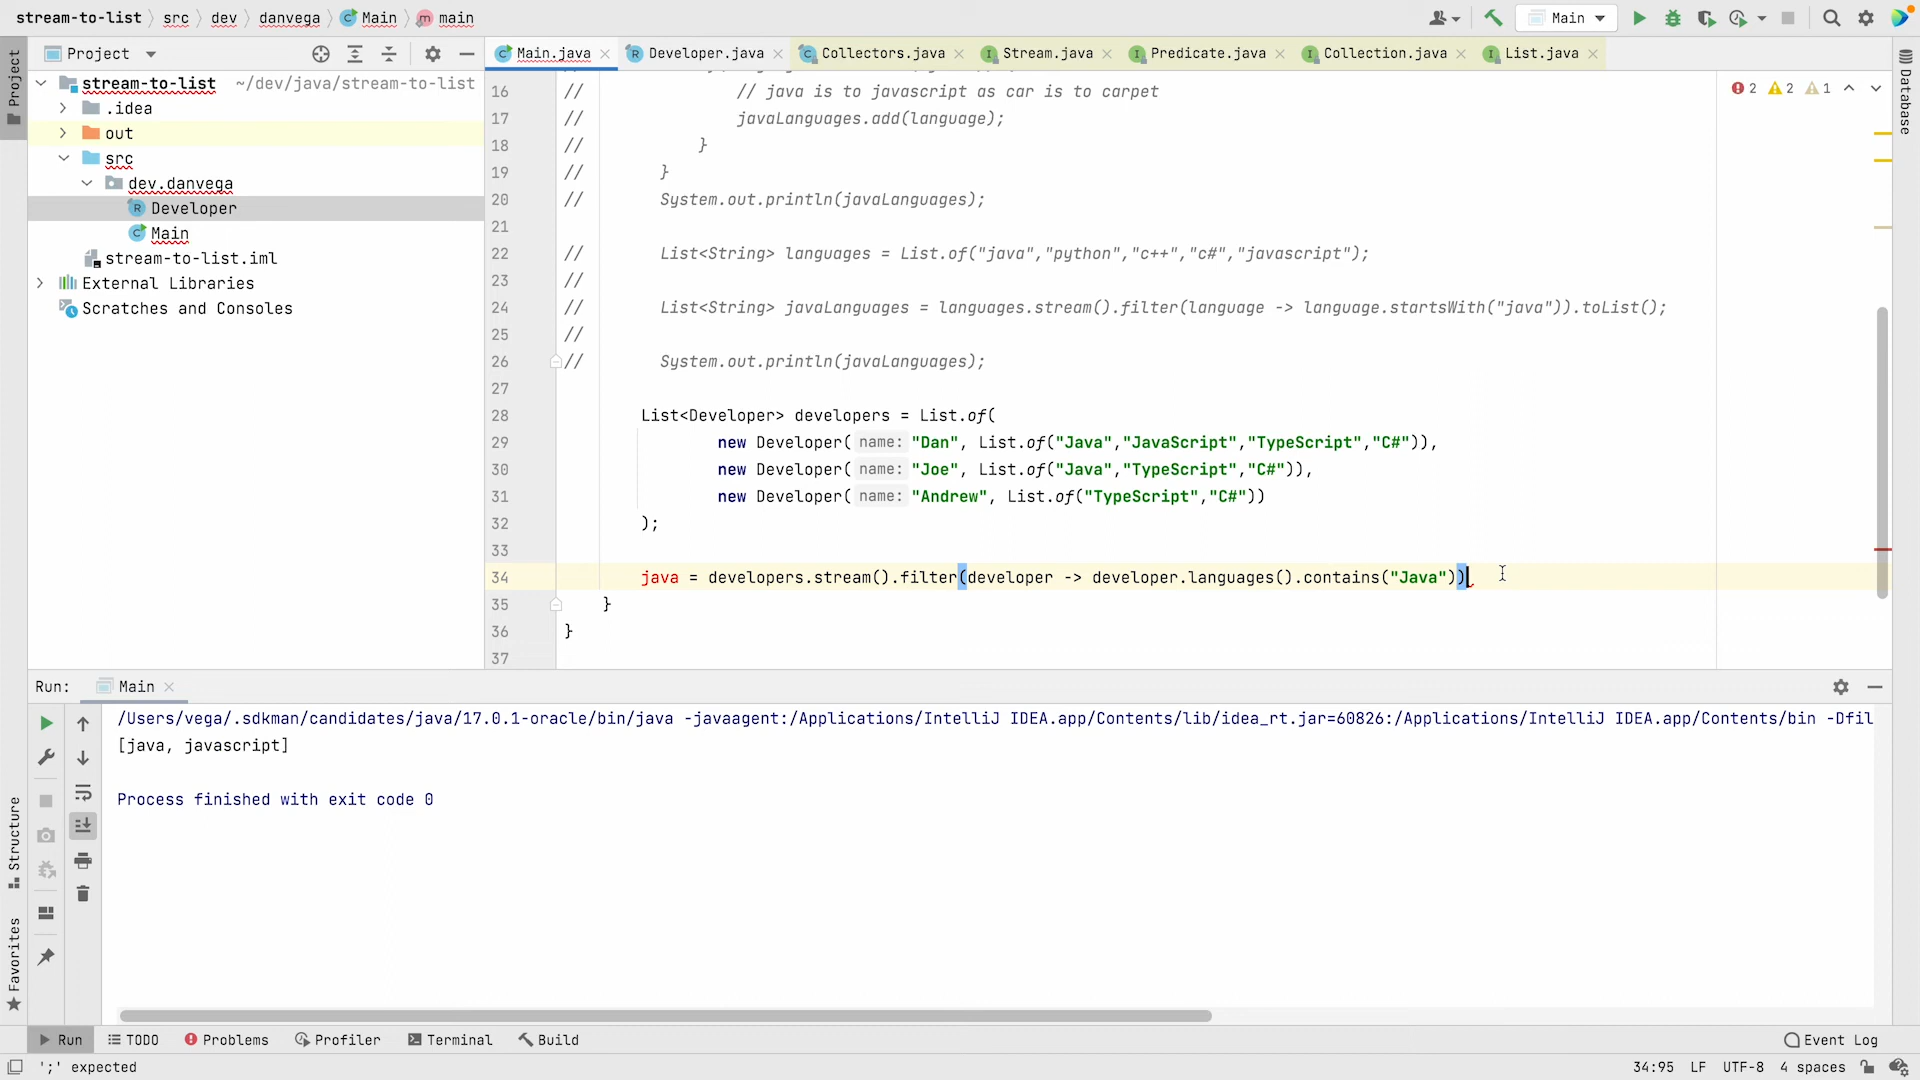 stream-to-list src dev danvega Main main
Main
Project
Project
Main.java Developer.java Collectors.java Stream.java Predicate.java Collection.java List.java
Database
stream-to-list ~/dev/java/stream-to-list
.idea
out
src
dev.danvega
Developer
Main
stream-to-list.iml
External Libraries
Scratches and Consoles
2 2 1
16 // // java is to javascript as car is to carpet
17 // javaLanguages.add(language);
18 // }
19 // }
20 // System.out.println(javaLanguages);
21
22 // List<String> languages = List.of("java","python","c++","c#","javascript");
23 //
24 // List<String> javaLanguages = languages.stream().filter(language -> language.startsWith("java")).toList();
25 //
26 // System.out.println(javaLanguages);
27
28 List<Developer> developers = List.of(
29 new Developer( name: "Dan", List.of("Java","JavaScript","TypeScript","C#")),
30 new Developer( name: "Joe", List.of("Java","TypeScript","C#")),
31 new Developer( name: "Andrew", List.of("TypeScript","C#"))
32 );
33
34 java = developers.stream().filter(developer -> developer.languages().contains("Java"))
35 }
36 }
37
Run: Main
/Users/vega/.sdkman/candidates/java/17.0.1-oracle/bin/java -javaagent:/Applications/IntelliJ IDEA.app/Contents/lib/idea_rt.jar=60826:/Applications/IntelliJ IDEA.app/Contents/bin -Dfil
[java, javascript]
Process finished with exit code 0
Structure
Favorites
Run TODO Problems Profiler Terminal Build Event Log
';' expected 34:95 LF UTF-8 4 spaces